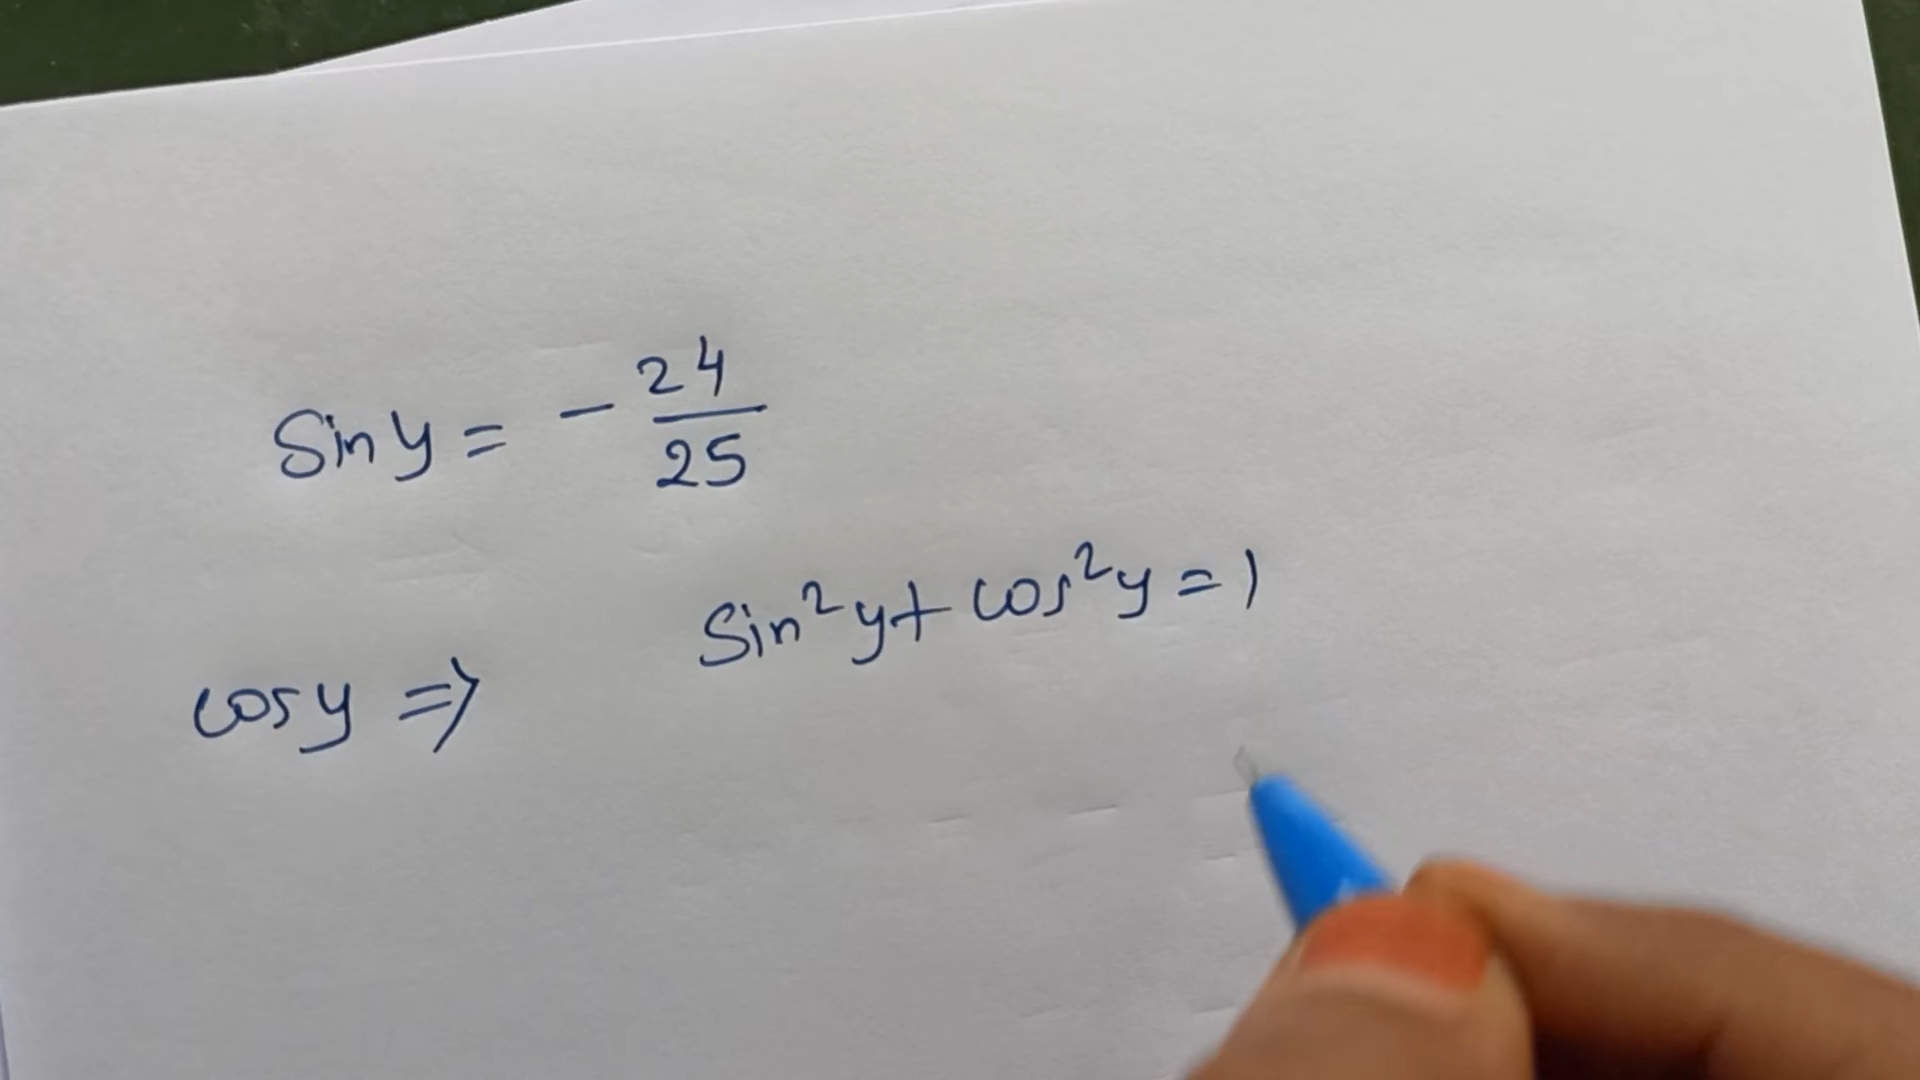 Sin y = - 24/25
Sin²y + cos²y = 1
cos y ⇒